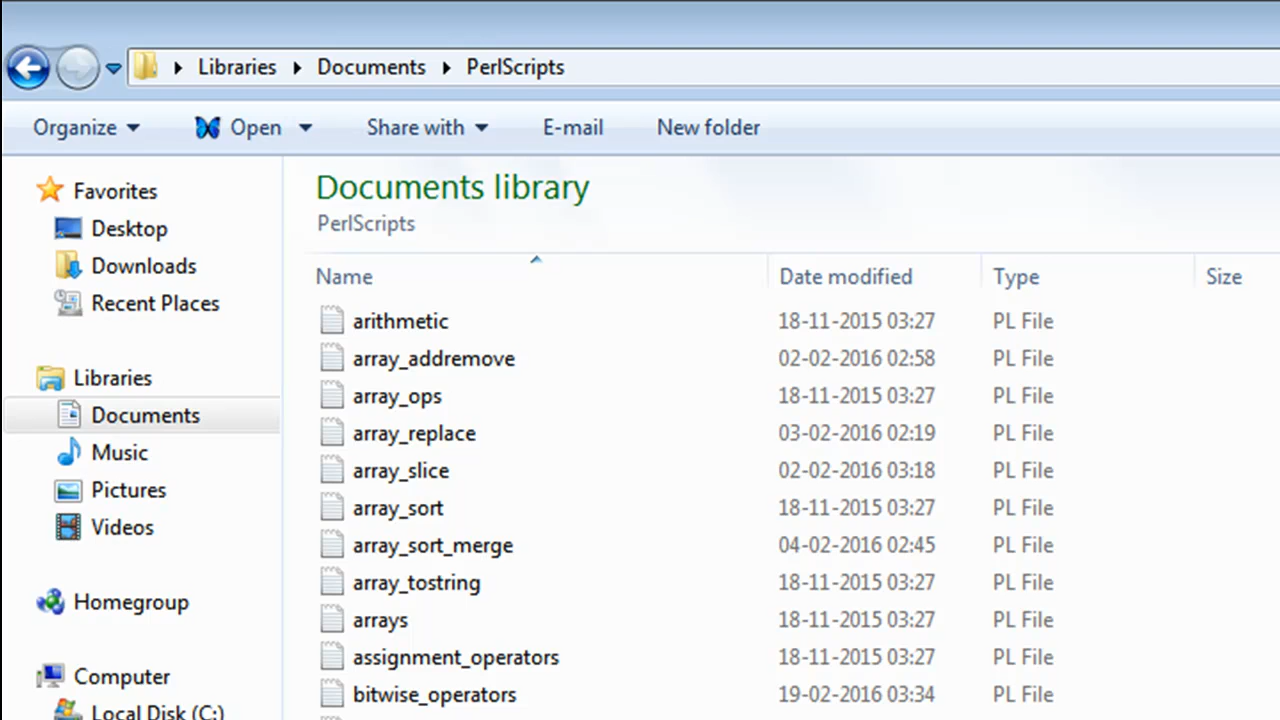 Libraries Documents PerlScripts
Organize Open Share with E-mail New folder
Favorites
Desktop
Downloads
Recent Places
Libraries
Documents
Music
Pictures
Videos
Homegroup
Computer
Local Disk (C:)
Documents library
PerlScripts
Name Date modified Type Size
arithmetic 18-11-2015 03:27 PL File
array_addremove 02-02-2016 02:58 PL File
array_ops 18-11-2015 03:27 PL File
array_replace 03-02-2016 02:19 PL File
array_slice 02-02-2016 03:18 PL File
array_sort 18-11-2015 03:27 PL File
array_sort_merge 04-02-2016 02:45 PL File
array_tostring 18-11-2015 03:27 PL File
arrays 18-11-2015 03:27 PL File
assignment_operators 18-11-2015 03:27 PL File
bitwise_operators 19-02-2016 03:34 PL File